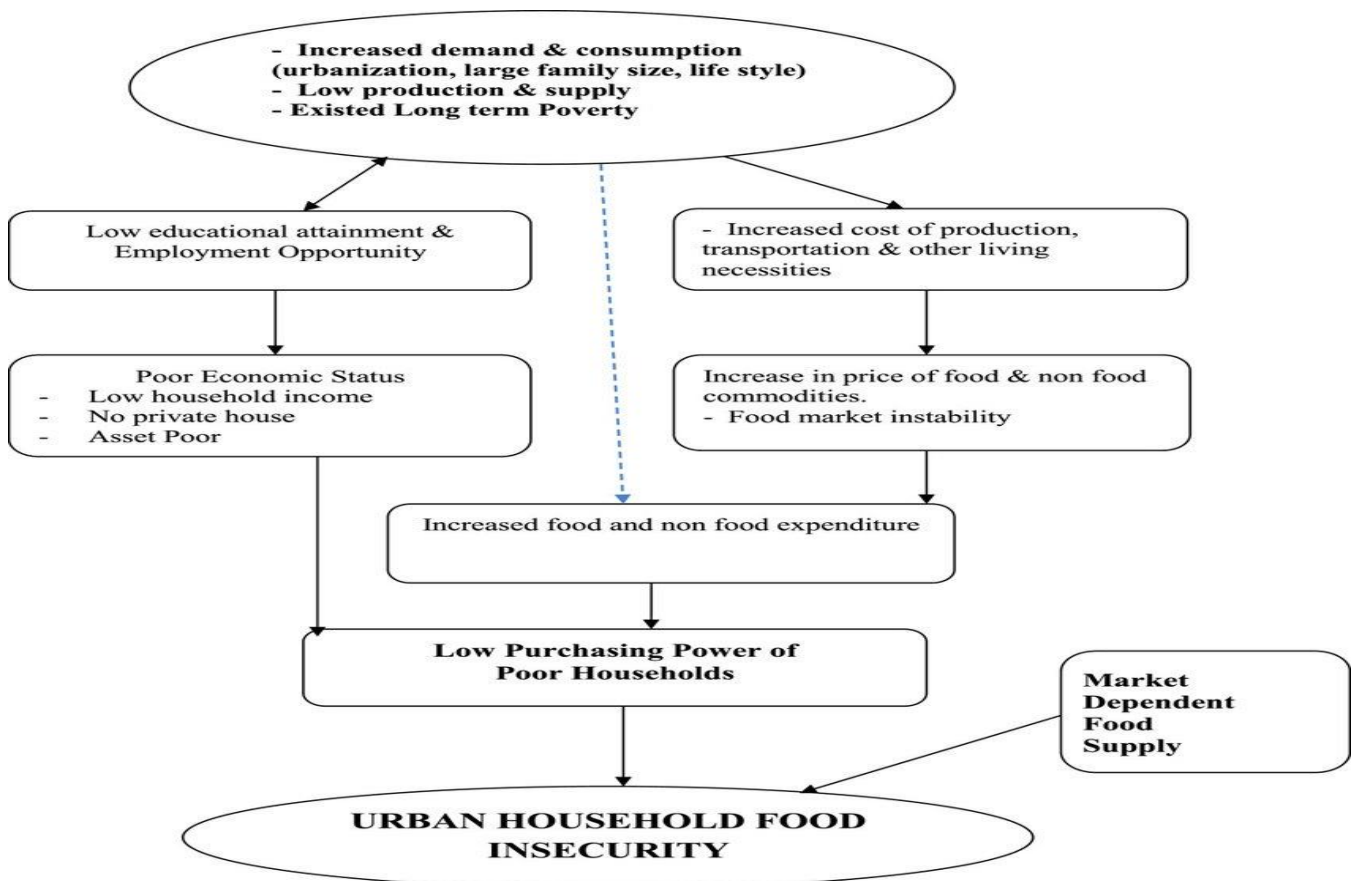 - Increased demand & consumption
(urbanization, large family size, life style)
- Low production & supply
- Existed Long term Poverty
Low educational attainment &
Employment Opportunity
- Increased cost of production,
transportation & other living
necessities
Poor Economic Status
- Low household income
- No private house
- Asset Poor
Increase in price of food & non food
commodities.
- Food market instability
Increased food and non food expenditure
Low Purchasing Power of
Poor Households
Market
Dependent
Food
Supply
URBAN HOUSEHOLD FOOD
INSECURITY